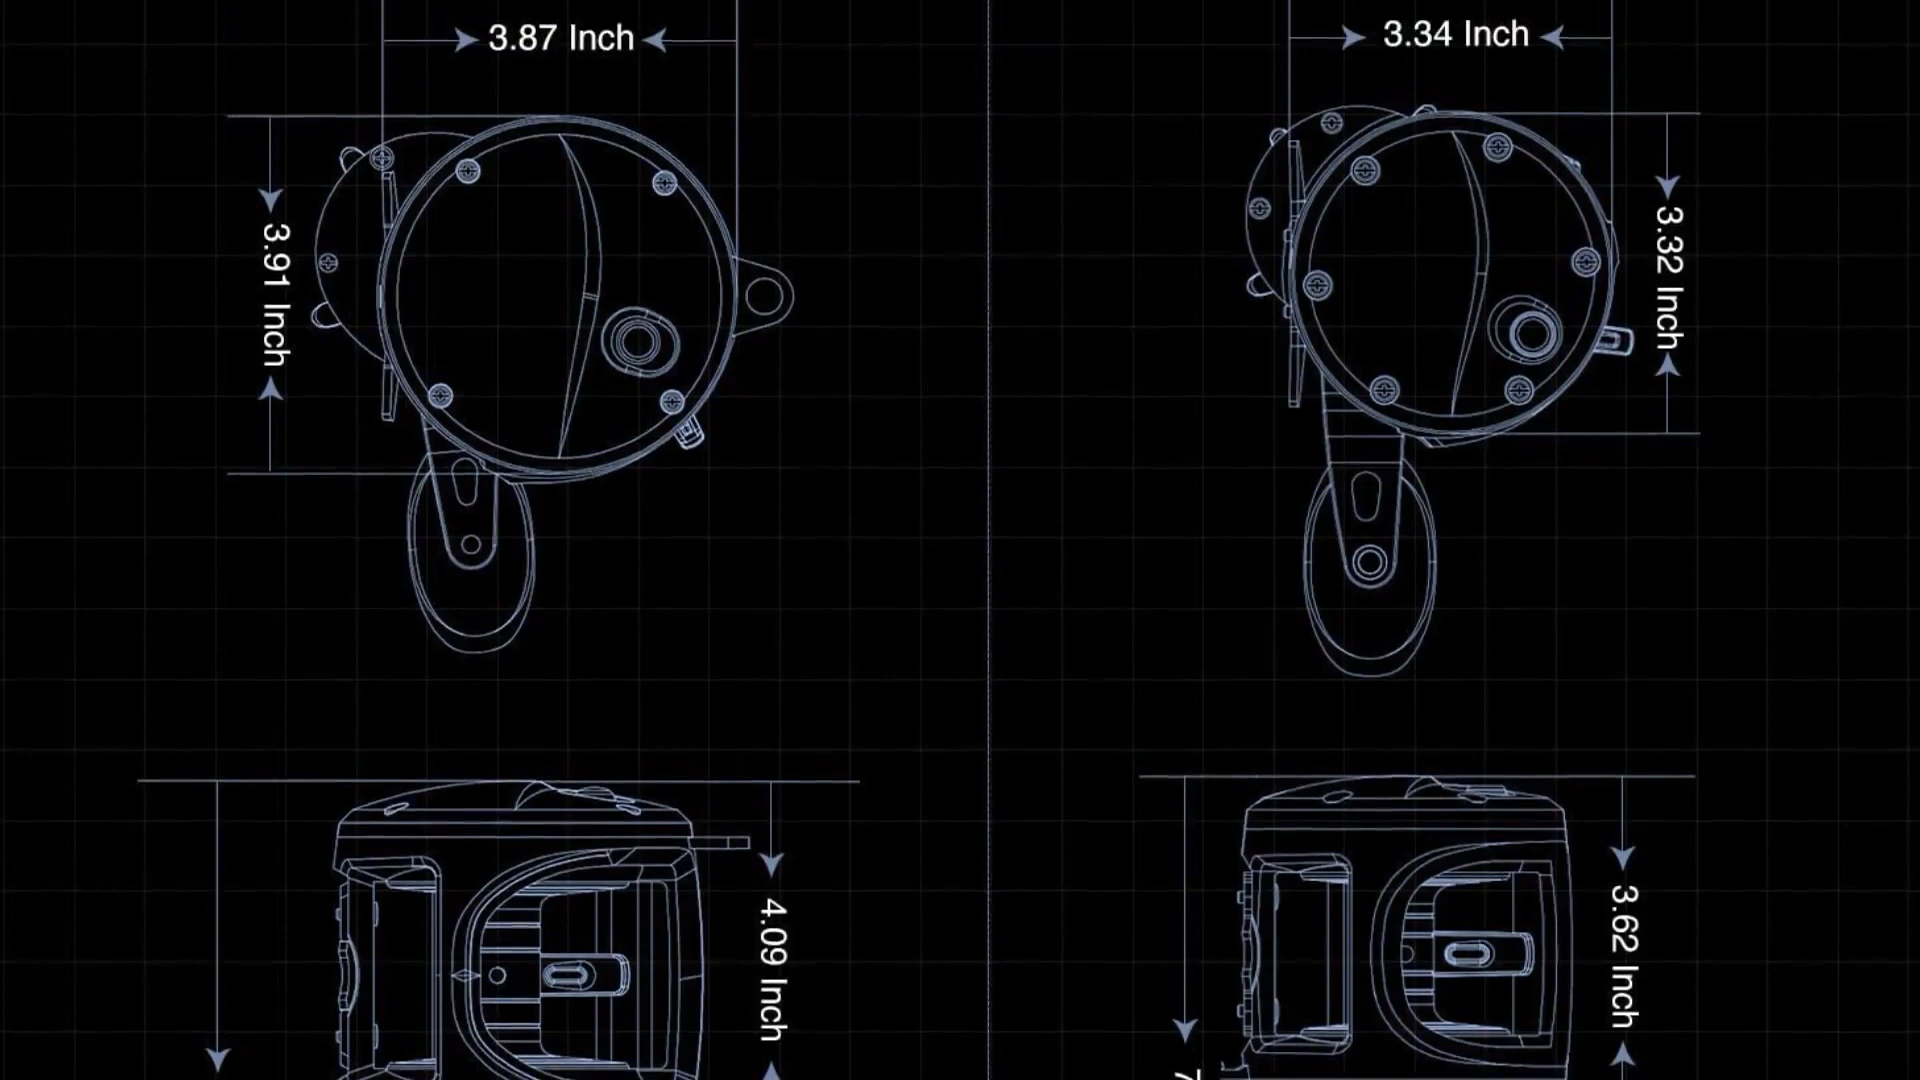 3.87 Inch
3.34 Inch
3.91 Inch
3.32 Inch
4.09 Inch
3.62 Inch